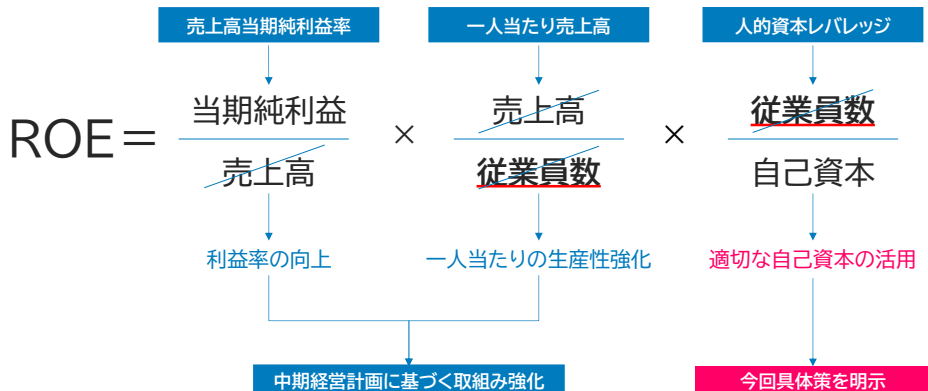 売上高当期純利益率
一人当たり売上高
人的資本レバレッジ
ROE＝
当期純利益
売上高
×
売上高
従業員数
×
従業員数
自己資本
利益率の向上
一人当たりの生産性強化
適切な自己資本の活用
中期経営計画に基づく取組み強化
今回具体策を明示